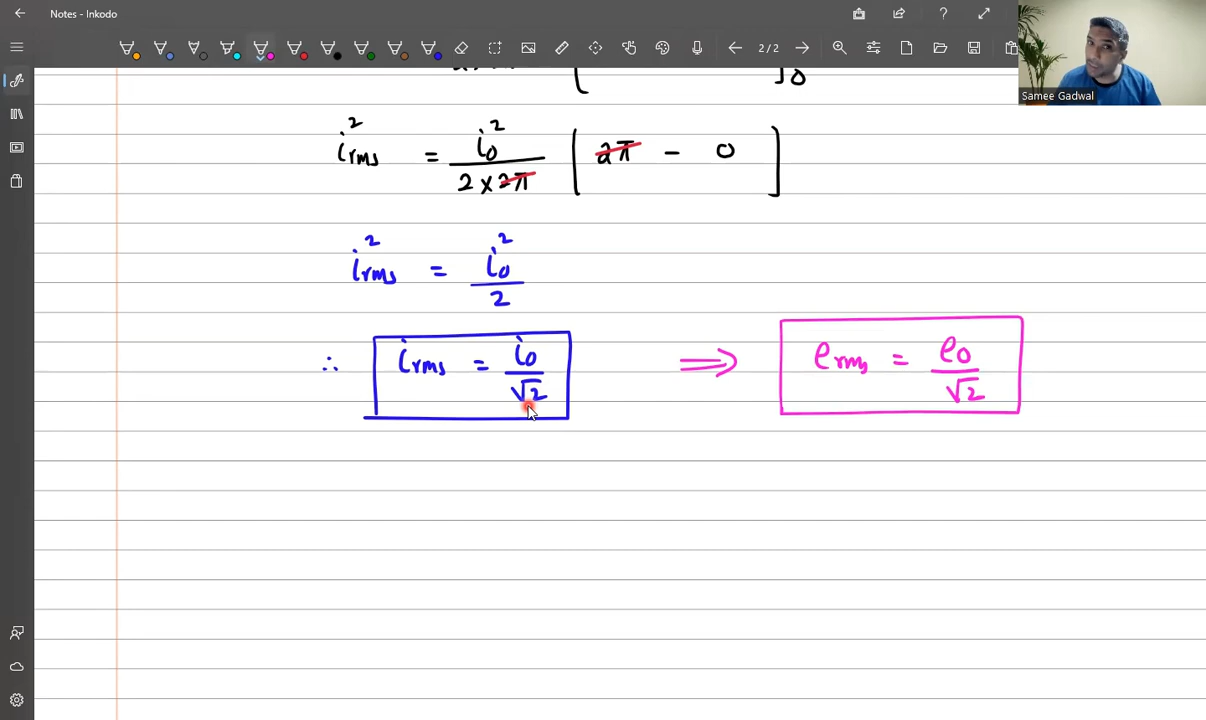 Notes - Inkodo
Samee Gadwal
2/2
]₀
i²rms = i₀² / 2 × 2π [ 2π - 0 ]
i²rms = i₀² / 2
∴ irms = i₀ / √2 ⟹ erms = e₀ / √2